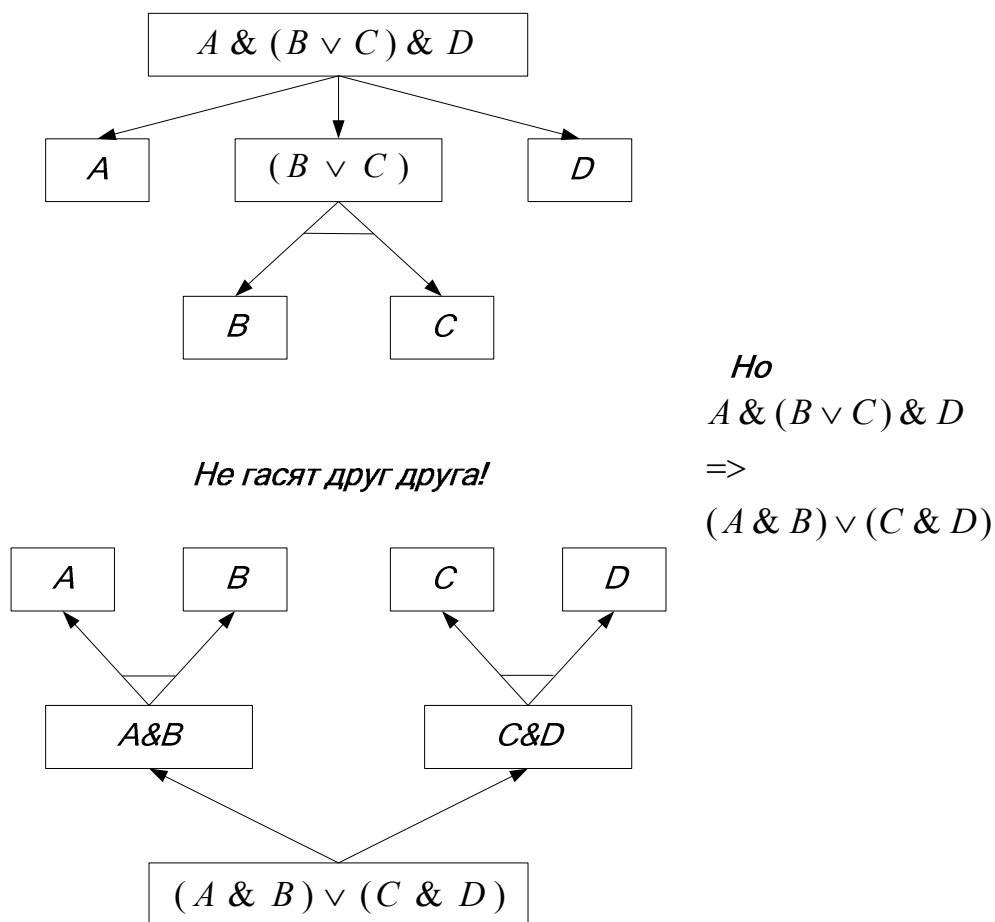 A & (B ∨ C) & D
A
(B ∨ C)
D
B
C
Но
A & (B ∨ C) & D
=>
(A & B) ∨ (C & D)
Не гасят друг друга!
A
B
C
D
A&B
C&D
(A & B) ∨ (C & D)